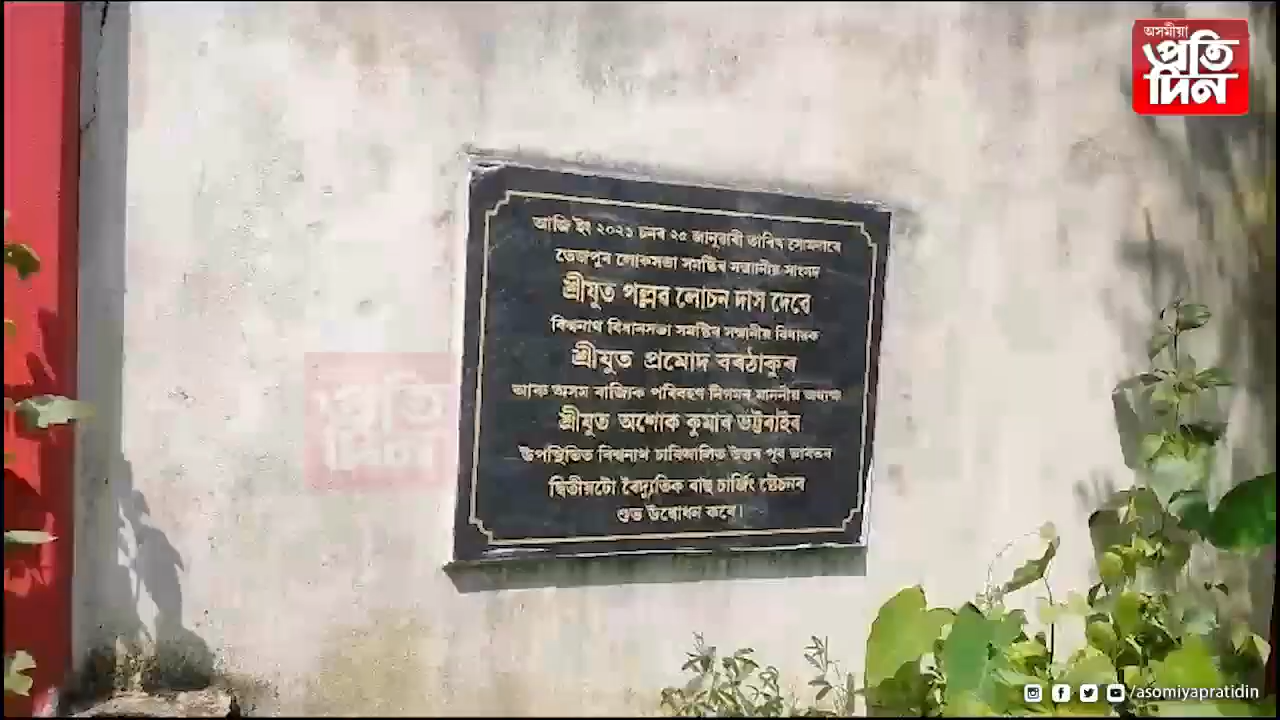 অসমীয়া
প্ৰতি
দিন
আজি ইং ২০২১ চনৰ ২৫ জানুৱাৰী তাৰিখ সোমবাৰে
তেজপুৰ লোকসভা সমষ্টিৰ সন্মানীয় সাংসদ
শ্ৰীযুত পল্লৱ লোচন দাস দেৱে
বিশ্বনাথ বিধানসভা সমষ্টিৰ সন্মানীয় বিধায়ক
শ্ৰীযুত প্ৰমোদ বৰঠাকুৰ
আৰু অসম ৰাজ্যিক পৰিবহণ নিগমৰ মাননীয় অধ্যক্ষ
শ্ৰীযুত অশোক কুমাৰ ভট্টৰাইৰ
উপস্থিতিত বিশ্বনাথ চাৰিআলিত উত্তৰ পূব ভাৰতৰ
দ্বিতীয়টো বৈদ্যুতিক বাছ চাৰ্জিং ষ্টেচনৰ
শুভ উদ্বোধন কৰে।
প্ৰতি
দিন
/asomiyapratidin